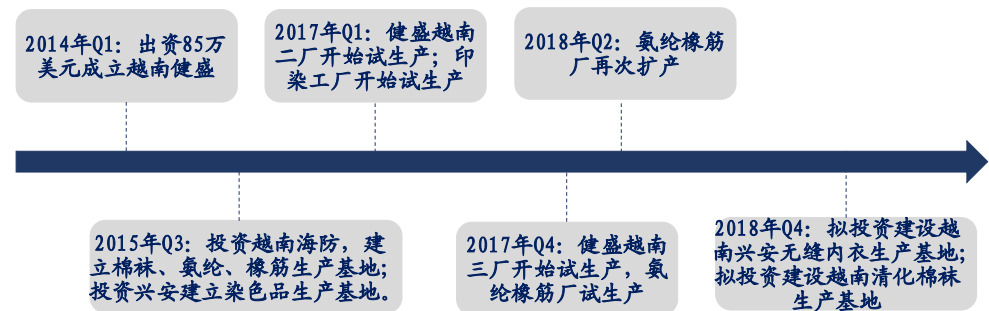 2014年Q1：出资85万
美元成立越南健盛
2017年Q1：健盛越南
二厂开始试生产；印
染工厂开始试生产
2018年Q2：氨纶橡筋
厂再次扩产
2015年Q3：投资越南海防，建
立棉袜、氨纶、橡筋生产基地；
投资兴安建立染色品生产基地。
2017年Q4：健盛越南
三厂开始试生产，氨
纶橡筋厂试生产
2018年Q4：拟投资建设越
南兴安无缝内衣生产基地；
拟投资建设越南清化棉袜
生产基地